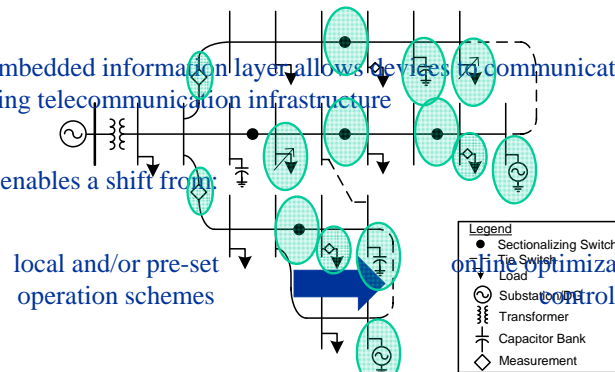 mbedded information layer allows devices to communicat
ing telecommunication infrastructure
enables a shift from:
local and/or pre-set
operation schemes
online optimiza
control
Legend
Sectionalizing Switch
Tie Switch
Load
Substation/DG
Transformer
Capacitor Bank
Measurement